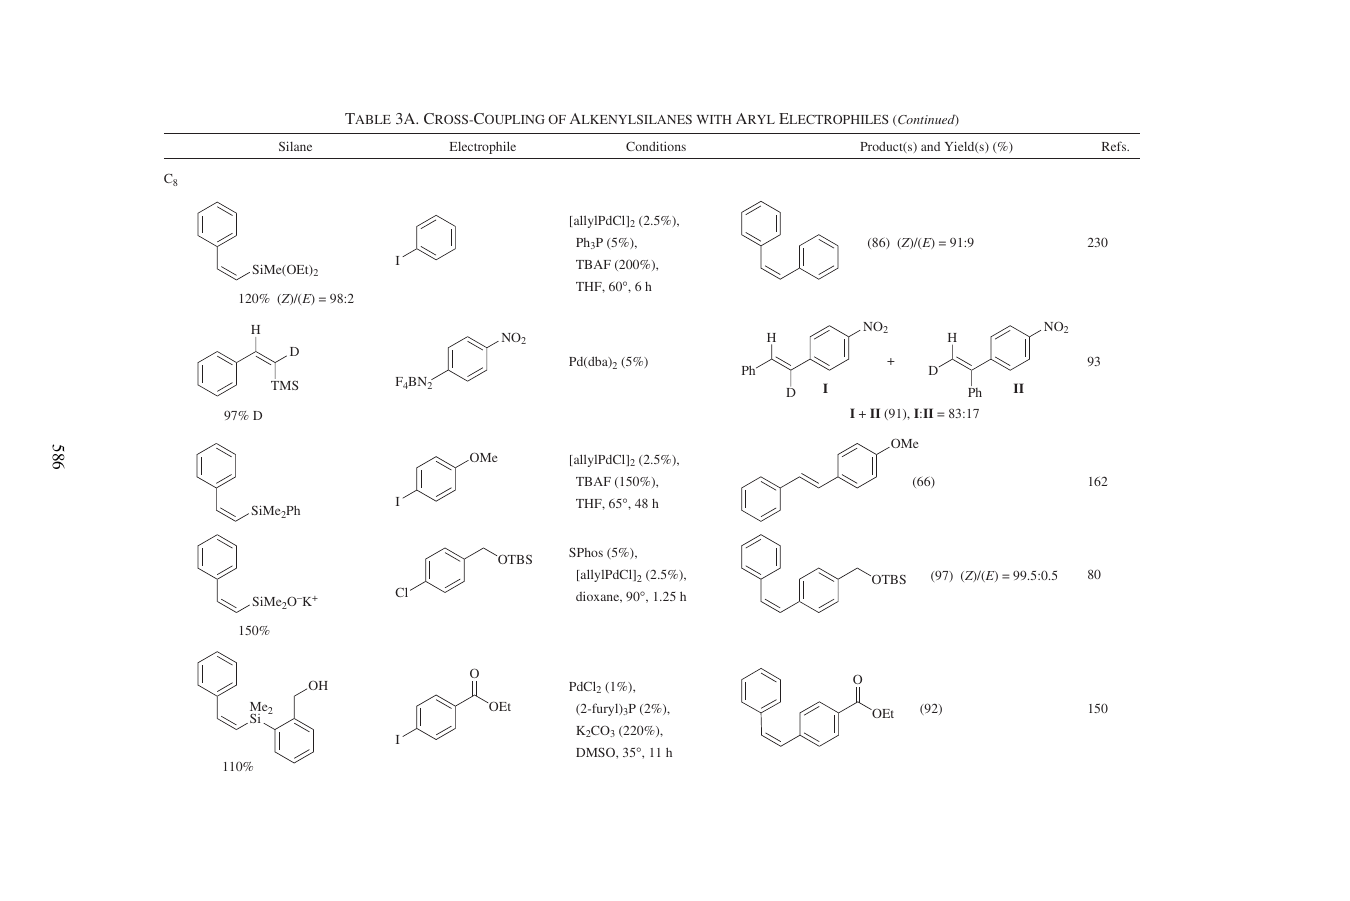 TABLE 3A. CROSS-COUPLING OF ALKENYLSILANES WITH ARYL ELECTROPHILES (Continued)
Silane Electrophile Conditions Product(s) and Yield(s) (%) Refs.
C8
SiMe(OEt)2
120% (Z)/(E) = 98:2
I
[allylPdCl]2 (2.5%),
Ph3P (5%),
TBAF (200%),
THF, 60°, 6 h
(86) (Z)/(E) = 91:9
230
H
D
TMS
97% D
NO2
F4BN2
Pd(dba)2 (5%)
H
NO2
Ph
D
I
+
H
NO2
D
Ph
II
I + II (91), I:II = 83:17
93
SiMe2Ph
OMe
I
[allylPdCl]2 (2.5%),
TBAF (150%),
THF, 65°, 48 h
OMe
(66)
162
SiMe2O–K+
150%
OTBS
Cl
SPhos (5%),
[allylPdCl]2 (2.5%),
dioxane, 90°, 1.25 h
OTBS
(97) (Z)/(E) = 99.5:0.5
80
OH
Me2
Si
110%
O
OEt
I
PdCl2 (1%),
(2-furyl)3P (2%),
K2CO3 (220%),
DMSO, 35°, 11 h
O
OEt
(92)
150
586